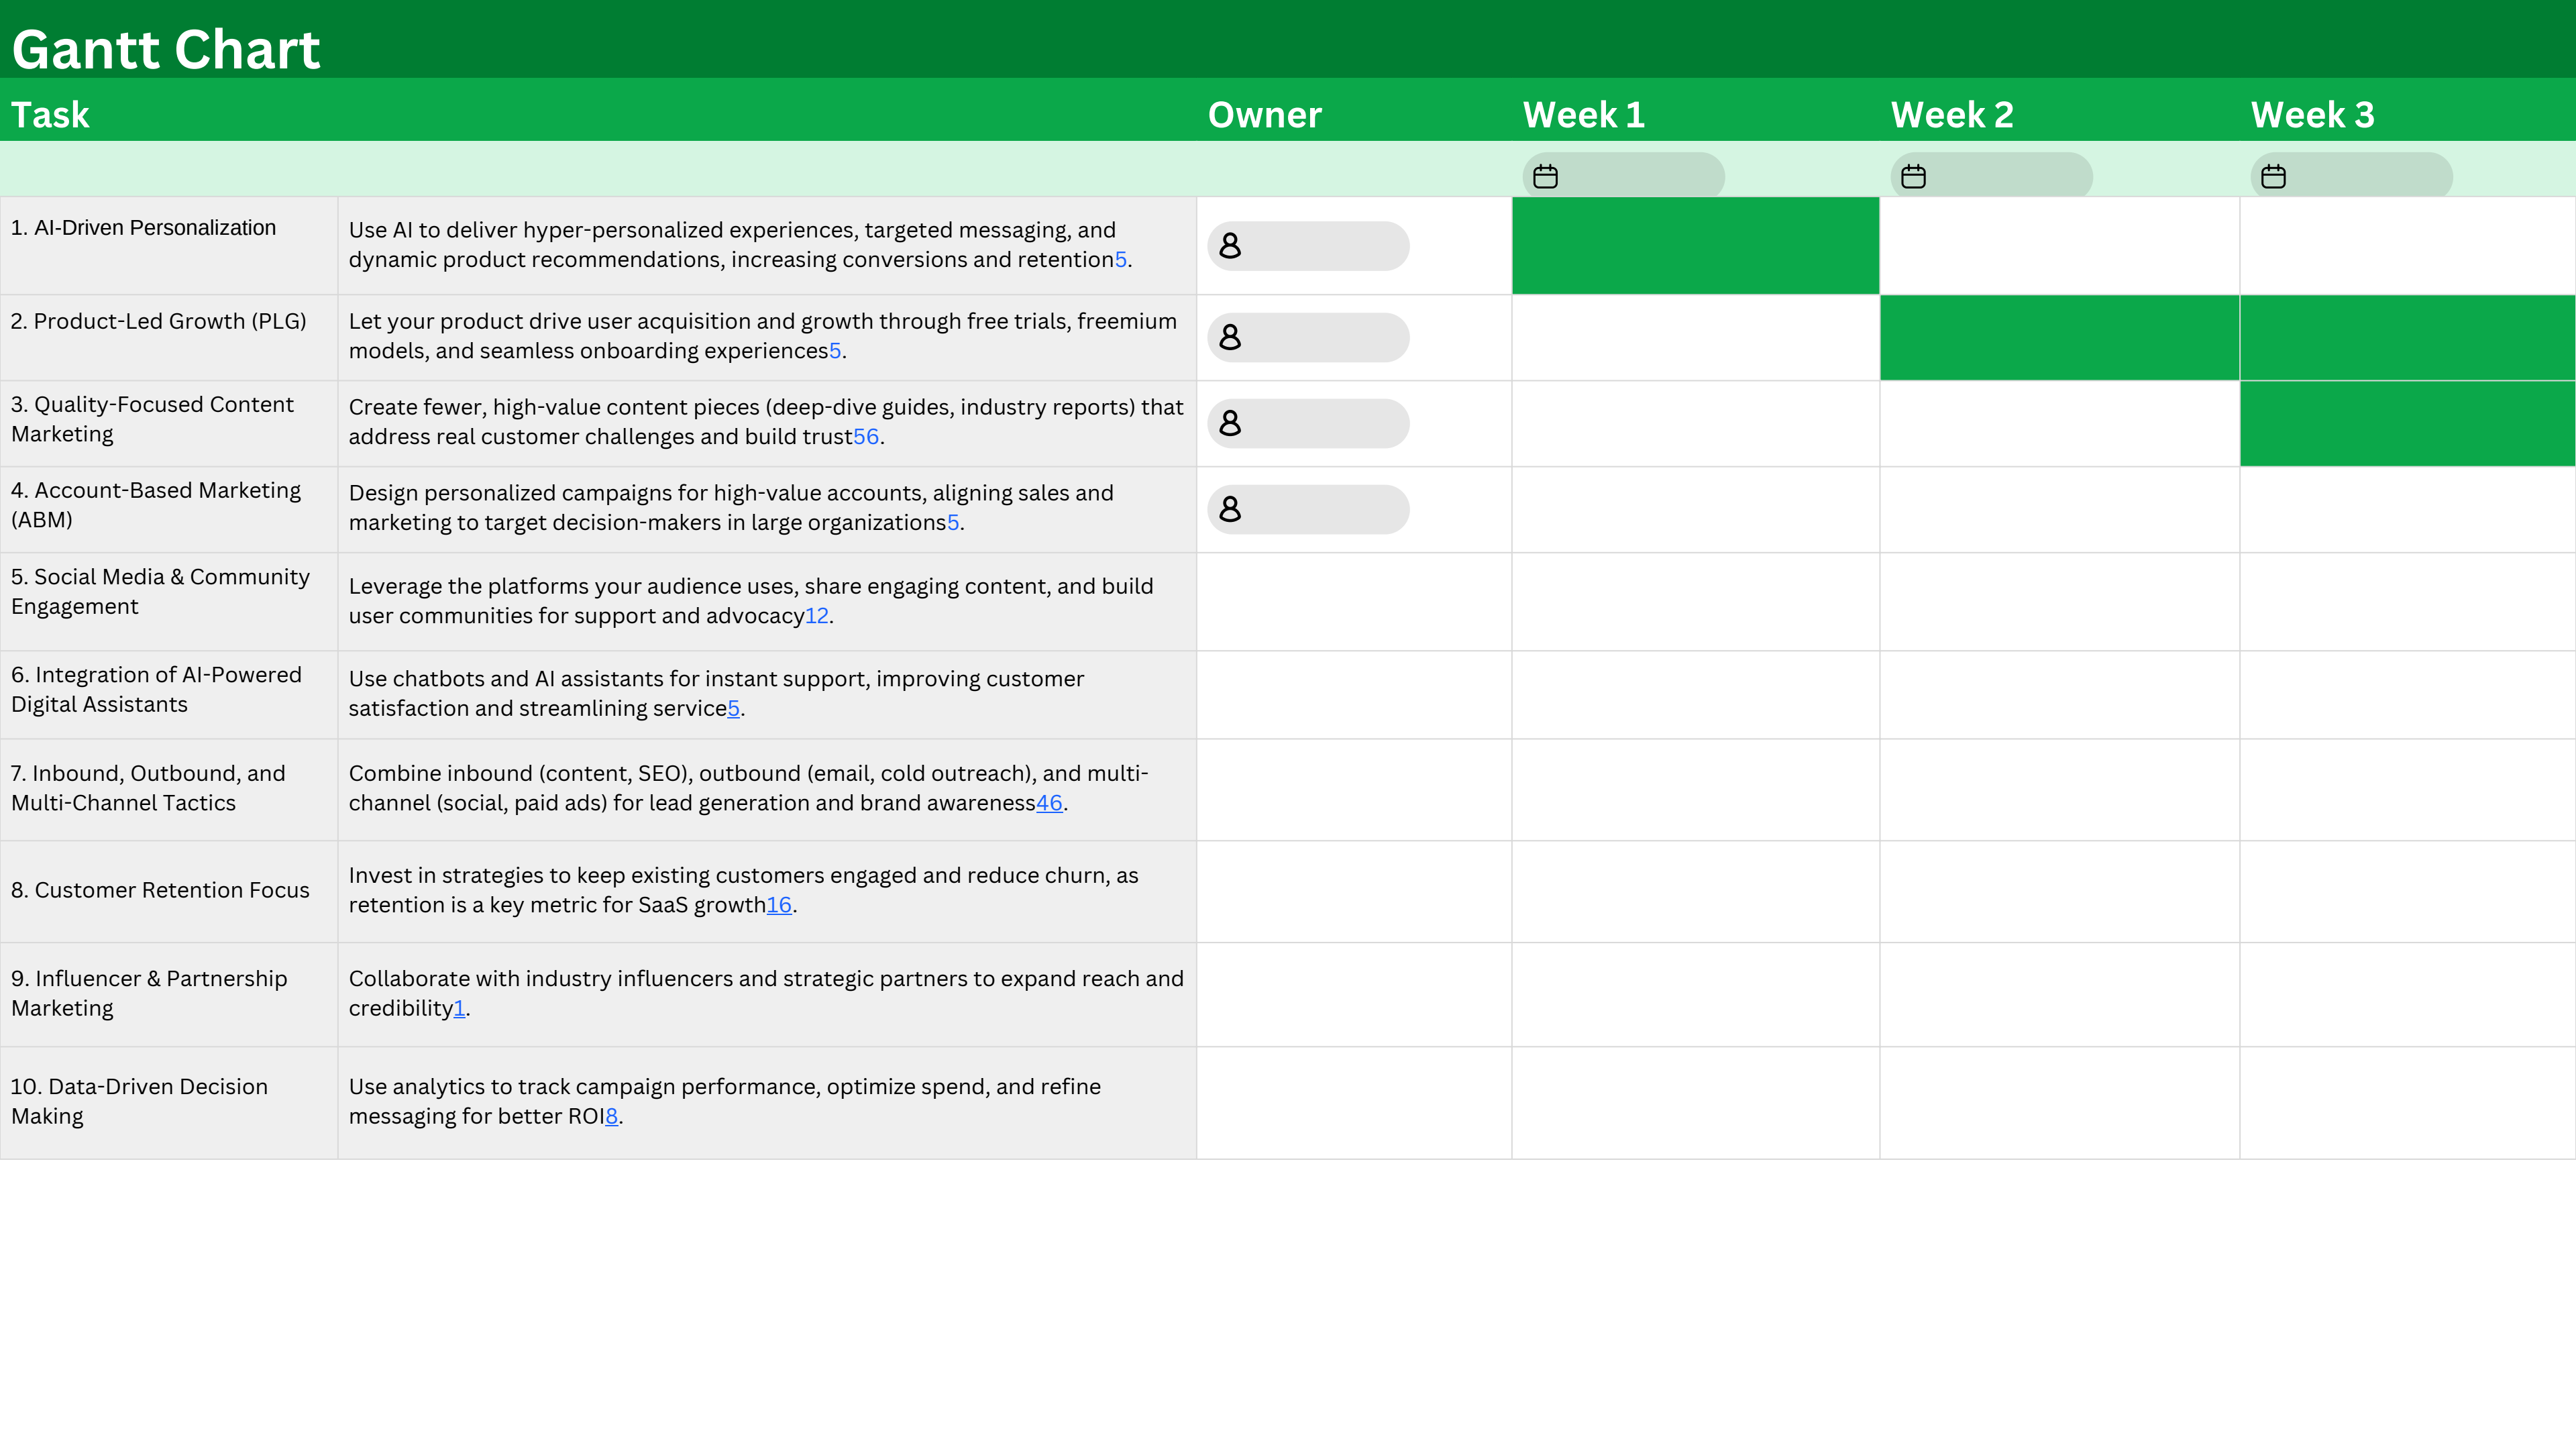 Gantt Chart
Task Owner Week 1 Week 2 Week 3
1. AI-Driven Personalization
Use AI to deliver hyper-personalized experiences, targeted messaging, and
dynamic product recommendations, increasing conversions and retention5.
2. Product-Led Growth (PLG)
Let your product drive user acquisition and growth through free trials, freemium
models, and seamless onboarding experiences5.
3. Quality-Focused Content
Marketing
Create fewer, high-value content pieces (deep-dive guides, industry reports) that
address real customer challenges and build trust56.
4. Account-Based Marketing
(ABM)
Design personalized campaigns for high-value accounts, aligning sales and
marketing to target decision-makers in large organizations5.
5. Social Media & Community
Engagement
Leverage the platforms your audience uses, share engaging content, and build
user communities for support and advocacy12.
6. Integration of AI-Powered
Digital Assistants
Use chatbots and AI assistants for instant support, improving customer
satisfaction and streamlining service5.
7. Inbound, Outbound, and
Multi-Channel Tactics
Combine inbound (content, SEO), outbound (email, cold outreach), and multi-
channel (social, paid ads) for lead generation and brand awareness46.
8. Customer Retention Focus
Invest in strategies to keep existing customers engaged and reduce churn, as
retention is a key metric for SaaS growth16.
9. Influencer & Partnership
Marketing
Collaborate with industry influencers and strategic partners to expand reach and
credibility1.
10. Data-Driven Decision
Making
Use analytics to track campaign performance, optimize spend, and refine
messaging for better ROI8.